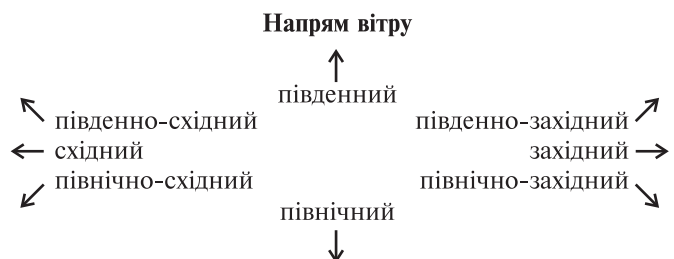 Напрям вітру
південний
південно-східний південно-західний
східний західний
північно-східний північно-західний
північний